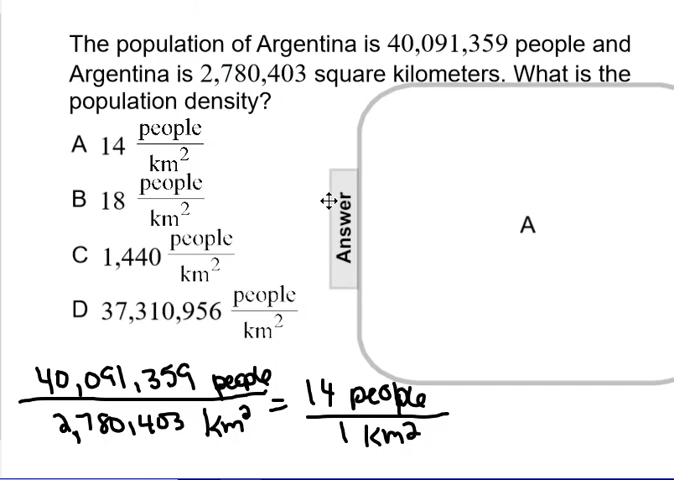 The population of Argentina is 40,091,359 people and
Argentina is 2,780,403 square kilometers. What is the
population density?
A 14 people/km²
B 18 people/km²
C 1,440 people/km²
D 37,310,956 people/km²
Answer
A
40,091,359 people / 2,780,403 km² = 14 people / 1 km²